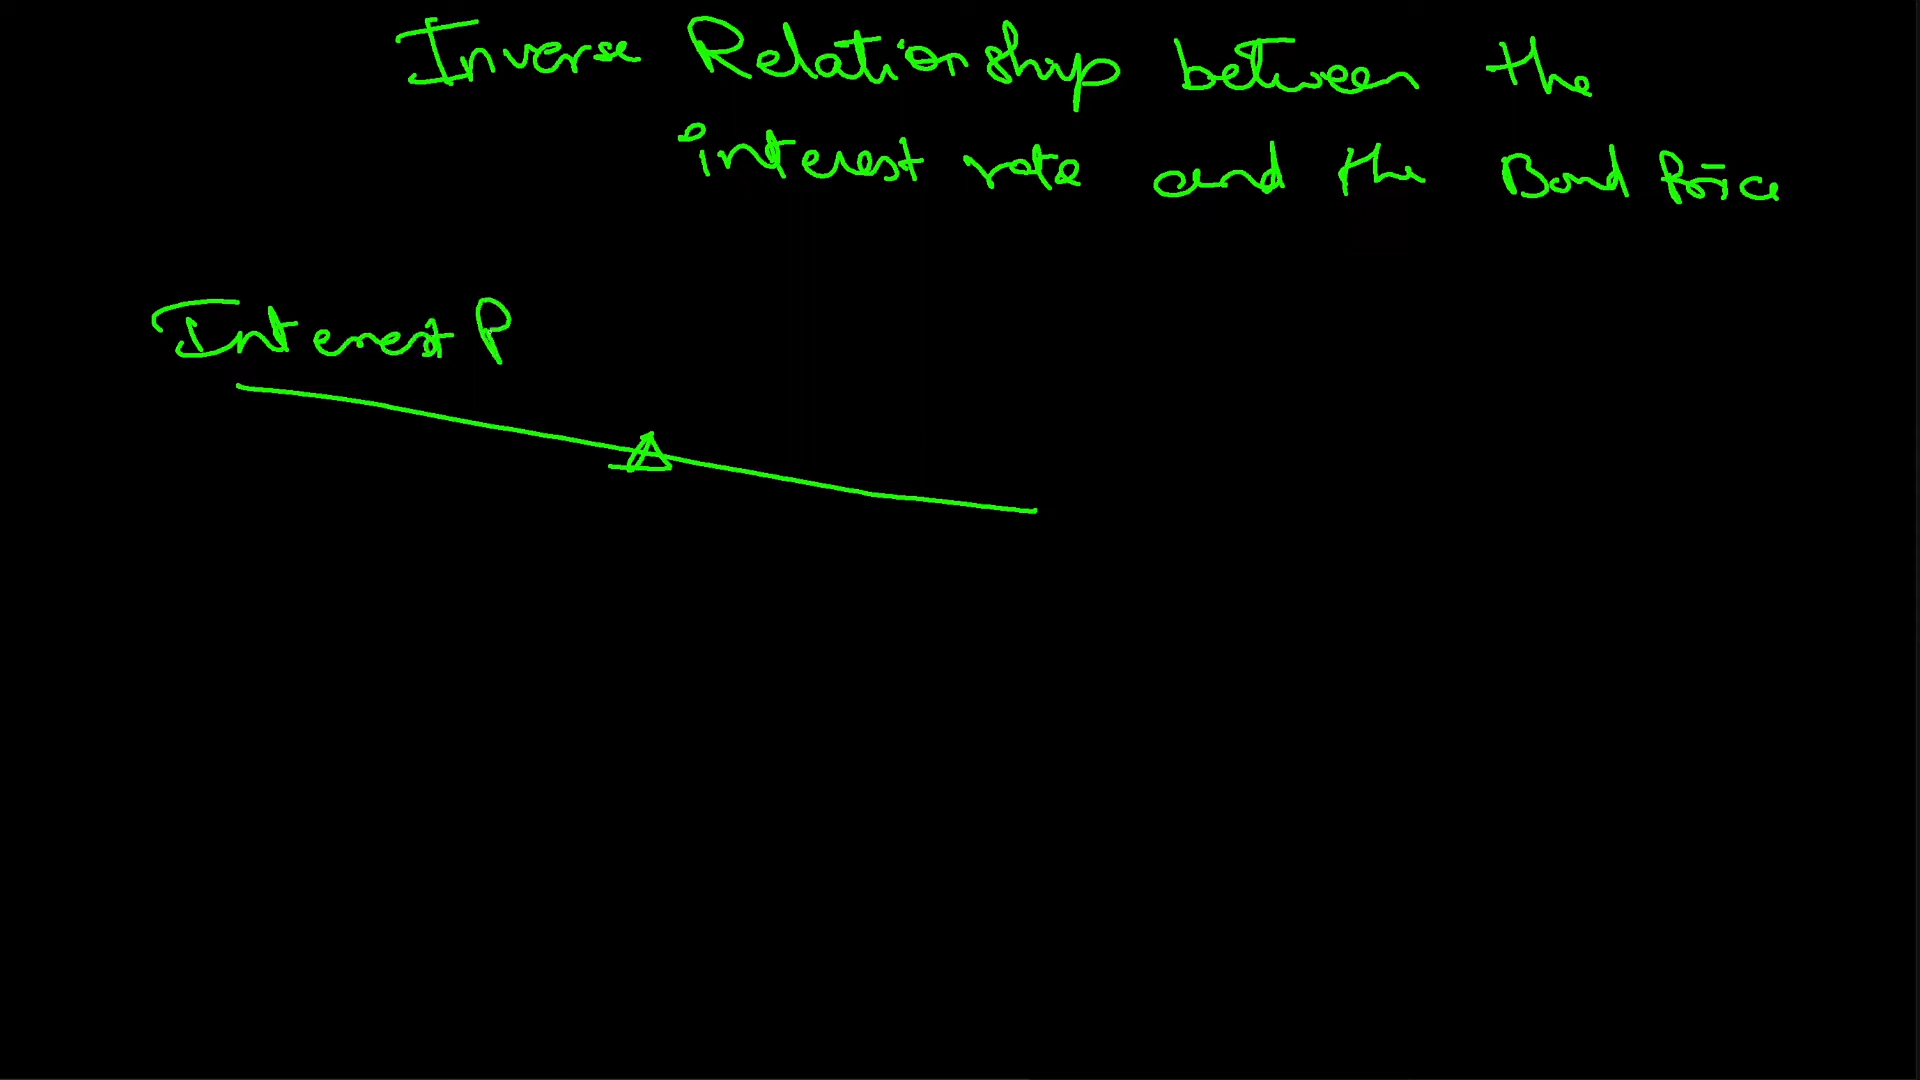 Inverse Relationship between the
interest rate and the Bond Price
Interest P